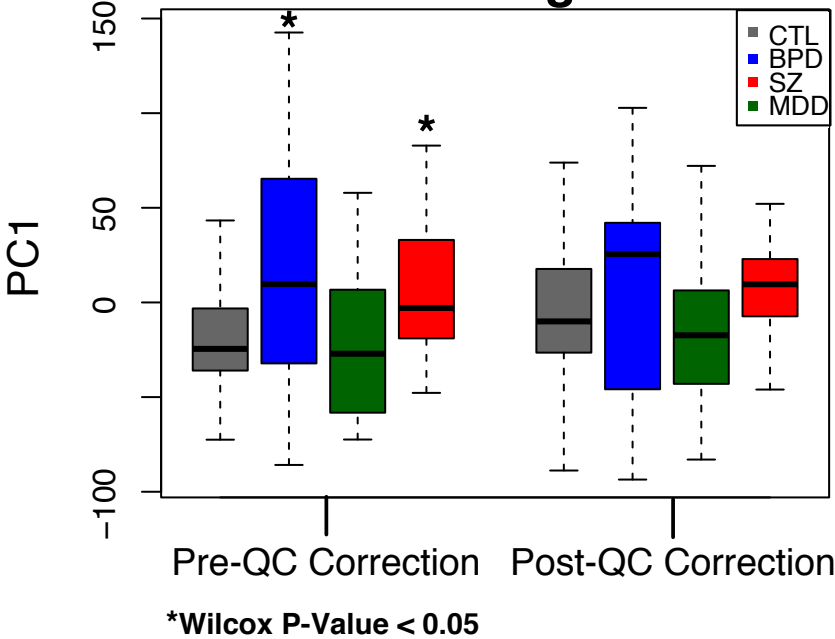 *
*
CTL
BPD
SZ
MDD
150
50
0
−100
PC1
Pre-QC Correction
Post-QC Correction
*Wilcox P-Value < 0.05